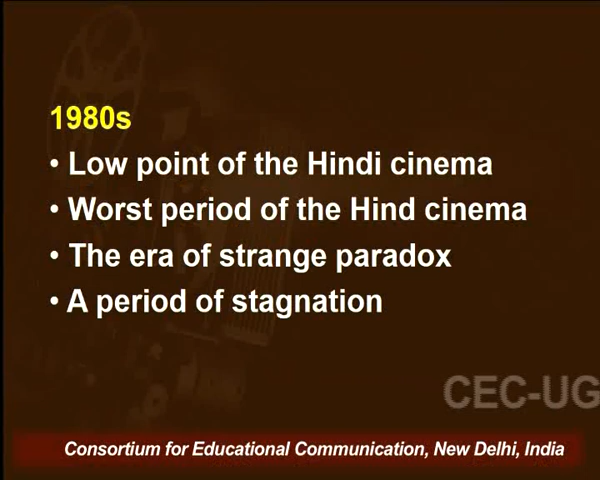 1980s
• Low point of the Hindi cinema
• Worst period of the Hind cinema
• The era of strange paradox
• A period of stagnation
CEC-UG
Consortium for Educational Communication, New Delhi, India